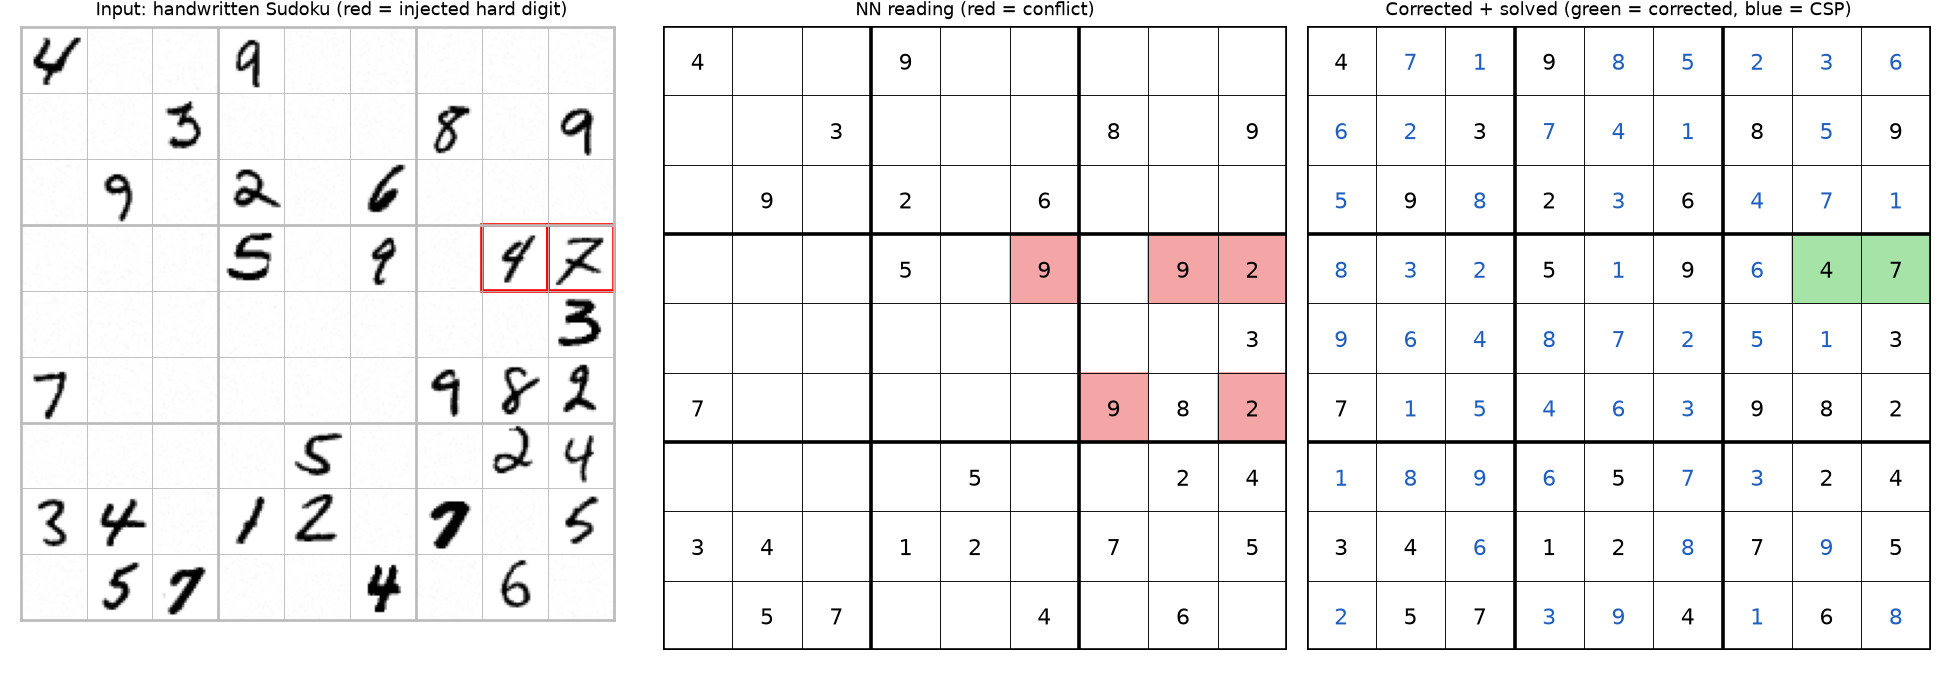 Input: handwritten Sudoku (red = injected hard digit)
4 9
3 8 9
9 2 6
5 9 4 7
3
7 9 8 2
5 2 4
3 4 1 2 7 5
5 7 4 6
NN reading (red = conflict)
4 9
3 8 9
9 2 6
5 9 9 2
3
7 9 8 2
5 2 4
3 4 1 2 7 5
5 7 4 6
Corrected + solved (green = corrected, blue = CSP)
4 7 1 9 8 5 2 3 6
6 2 3 7 4 1 8 5 9
5 9 8 2 3 6 4 7 1
8 3 2 5 1 9 6 4 7
9 6 4 8 7 2 5 1 3
7 1 5 4 6 3 9 8 2
1 8 9 6 5 7 3 2 4
3 4 6 1 2 8 7 9 5
2 5 7 3 9 4 1 6 8